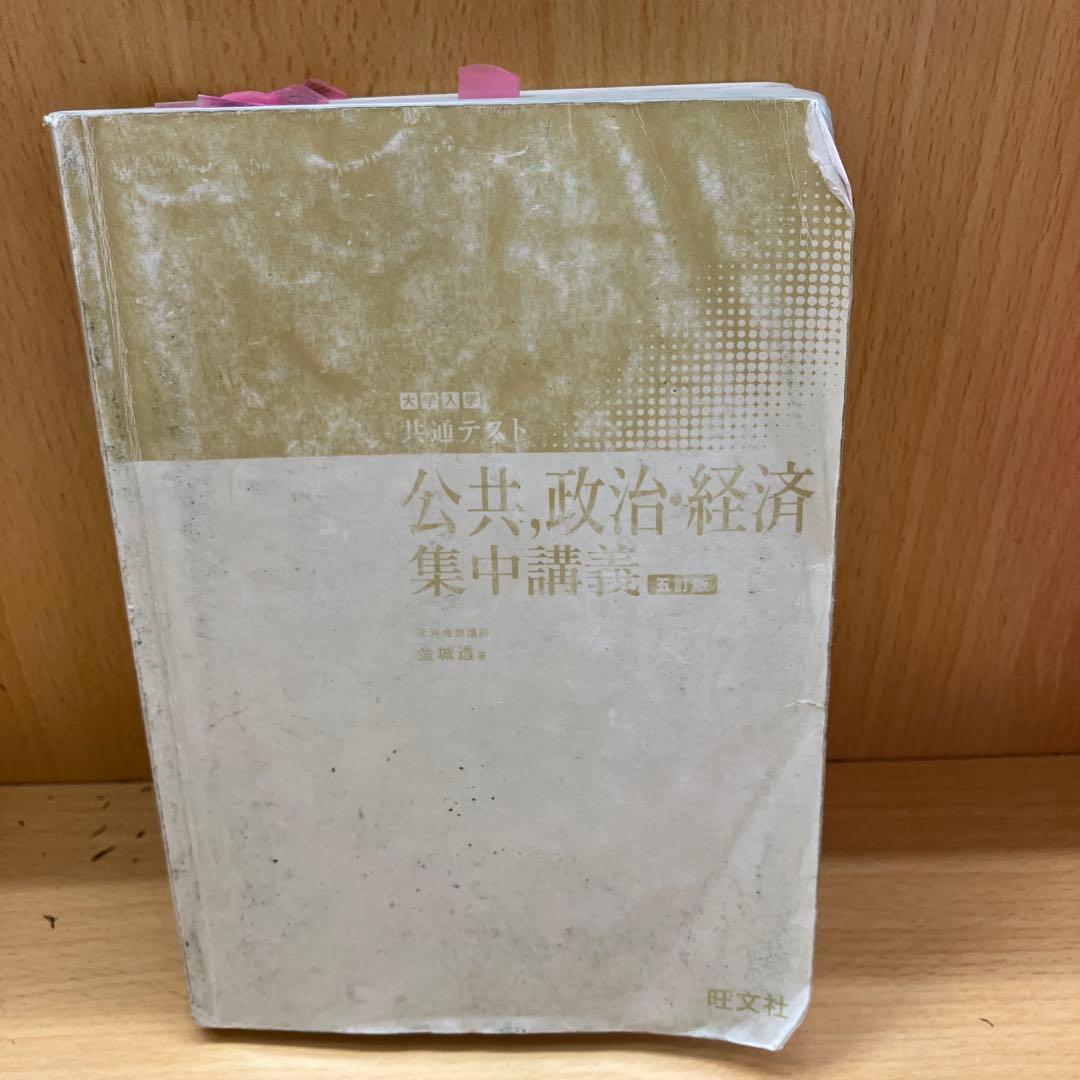 大学入学
共通テスト
公共,政治・経済
集中講義 五訂版
元河合塾講師
金城透 著
旺文社